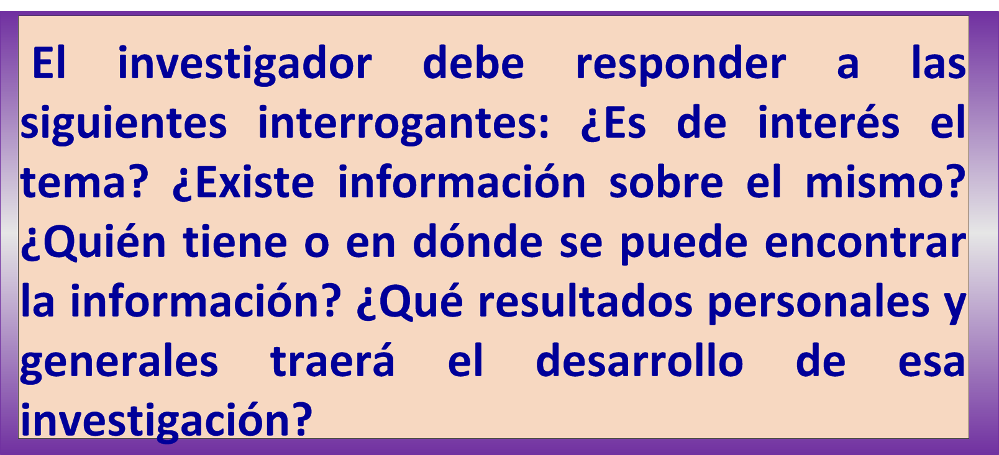 El investigador debe responder a las
siguientes interrogantes: ¿Es de interés el
tema? ¿Existe información sobre el mismo?
¿Quién tiene o en dónde se puede encontrar
la información? ¿Qué resultados personales y
generales traerá el desarrollo de esa
investigación?